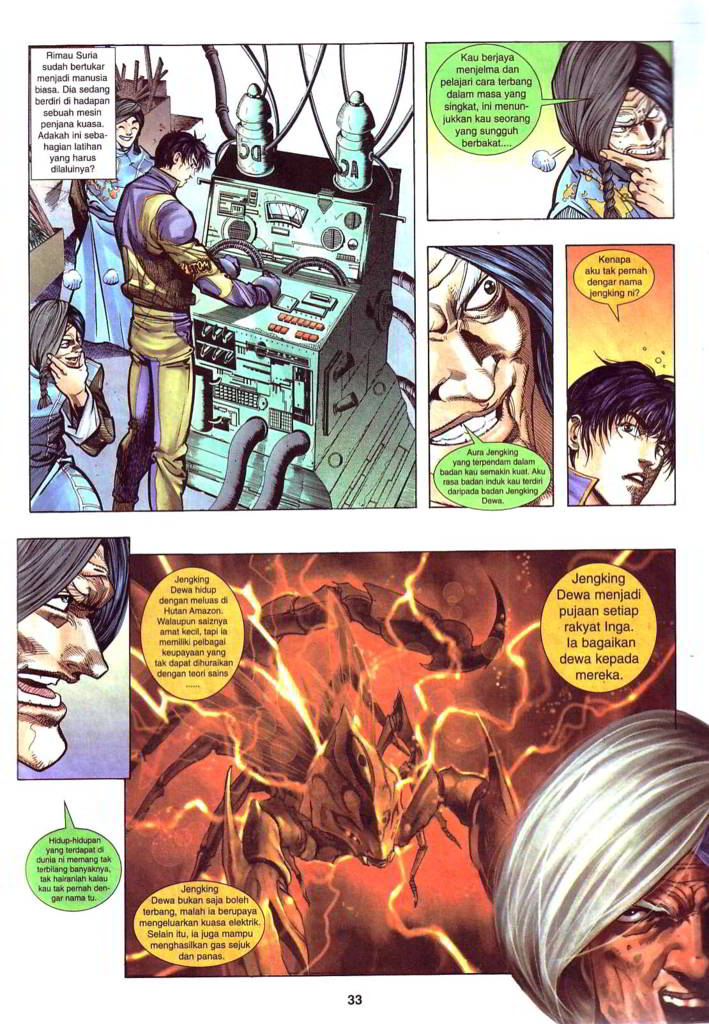 Rimau Suria
sudah bertukar
menjadi manusia
biasa. Dia sedang
berdiri di hadapan
sebuah mesin
penjana kuasa.
Adakah ini seba-
hagian latihan
yang harus
dilaluinya?
DC
AC
Kau berjaya
menjelma dan
pelajari cara terbang
dalam masa yang
singkat, ini menun-
jukkan kau seorang
yang sungguh
berbakat....
Aura Jengking
yang terpendam dalam
badan kau semakin kuat. Aku
rasa badan induk kau terdiri
daripada badan Jengking
Dewa.
Kenapa
aku tak pernah
dengar nama
jengking ni?
Hidup-hidupan
yang terdapat di
dunia ni memang tak
terbilang banyaknya,
tak hairanlah kalau
kau tak pernah den-
gar nama tu.
Jengking
Dewa hidup
dengan meluas di
Hutan Amazon.
Walaupun saiznya
amat kecil, tapi ia
memiliki pelbagai
keupayaan yang
tak dapat dihuraikan
dengan teori sains
......
Jengking
Dewa menjadi
pujaan setiap
rakyat Inga.
Ia bagaikan
dewa kepada
mereka.
Jengking
Dewa bukan saja boleh
terbang, malah ia berupaya
mengeluarkan kuasa elektrik.
Selain itu, ia juga mampu
menghasilkan gas sejuk
dan panas.
33